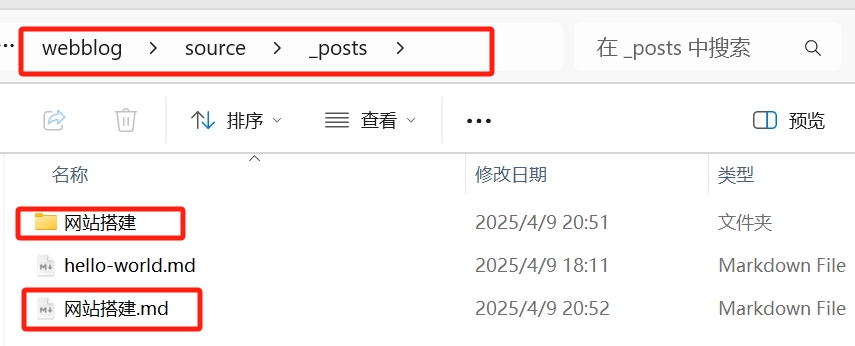 … webblog > source > _posts > 在 _posts 中搜索
排序 查看 … 预览
名称 修改日期 类型
网站搭建 2025/4/9 20:51 文件夹
hello-world.md 2025/4/9 18:11 Markdown File
网站搭建.md 2025/4/9 20:52 Markdown File